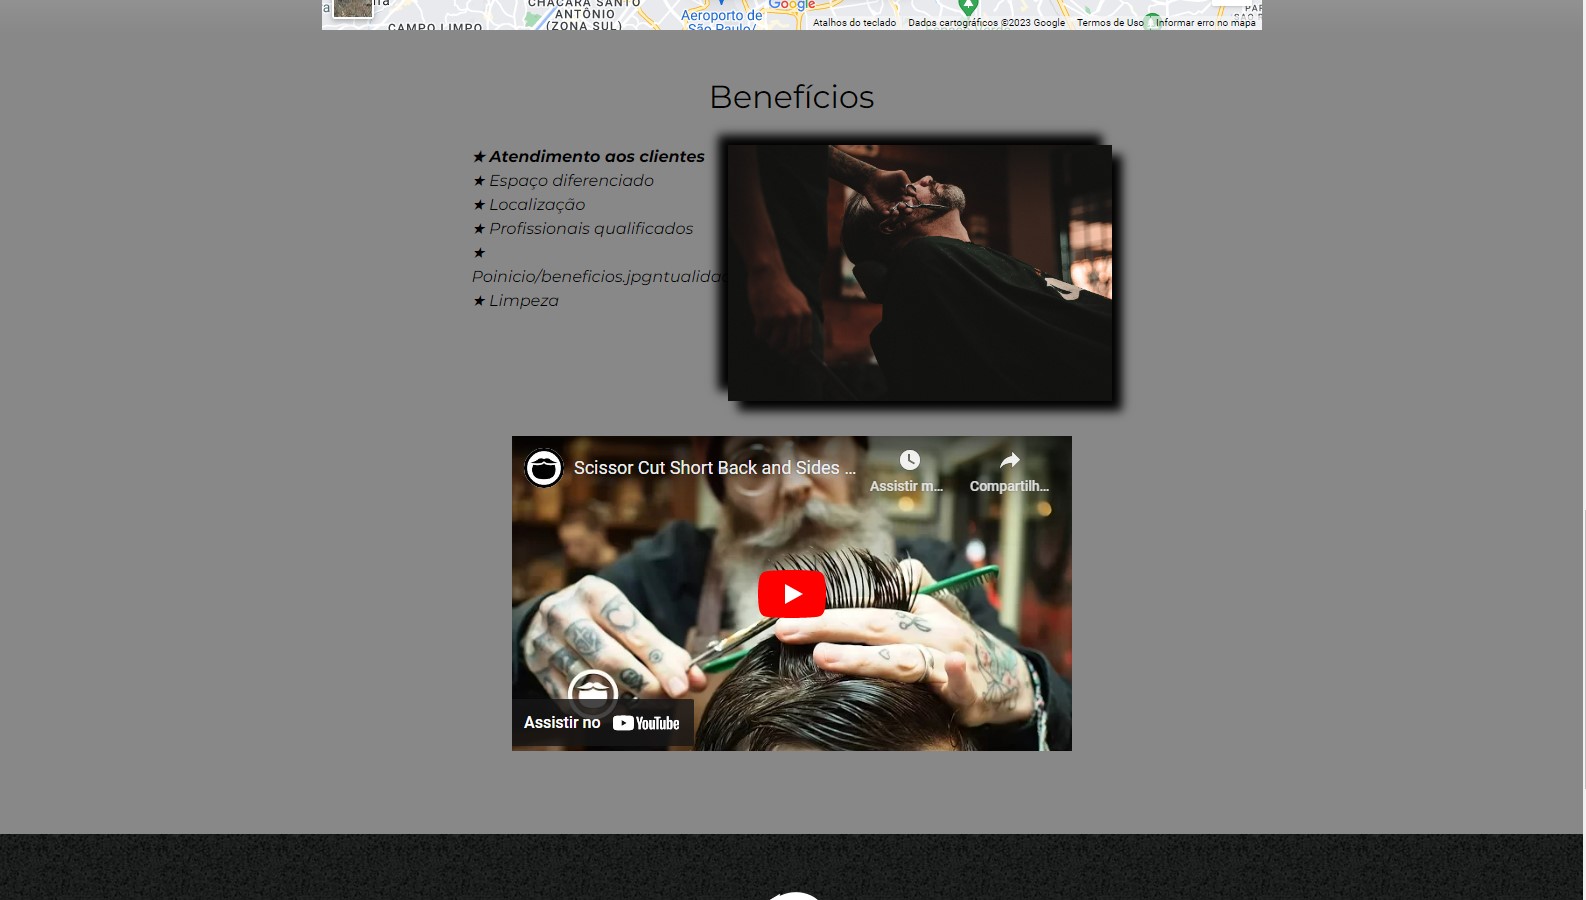 CHÁCARA SANTO
ANTÔNIO
(ZONA SUL)
CAMPO LIMPO
Aeroporto de
São Paulo/
Google
Atalhos do teclado
Dados cartográficos ©2023 Google
Termos de Uso
Informar erro no mapa
Benefícios
★ Atendimento aos clientes
★ Espaço diferenciado
★ Localização
★ Profissionais qualificados
★
Poinicio/beneficios.jpgntualidad
★ Limpeza
Scissor Cut Short Back and Sides ...
Assistir m...
Compartilh...
Assistir no YouTube